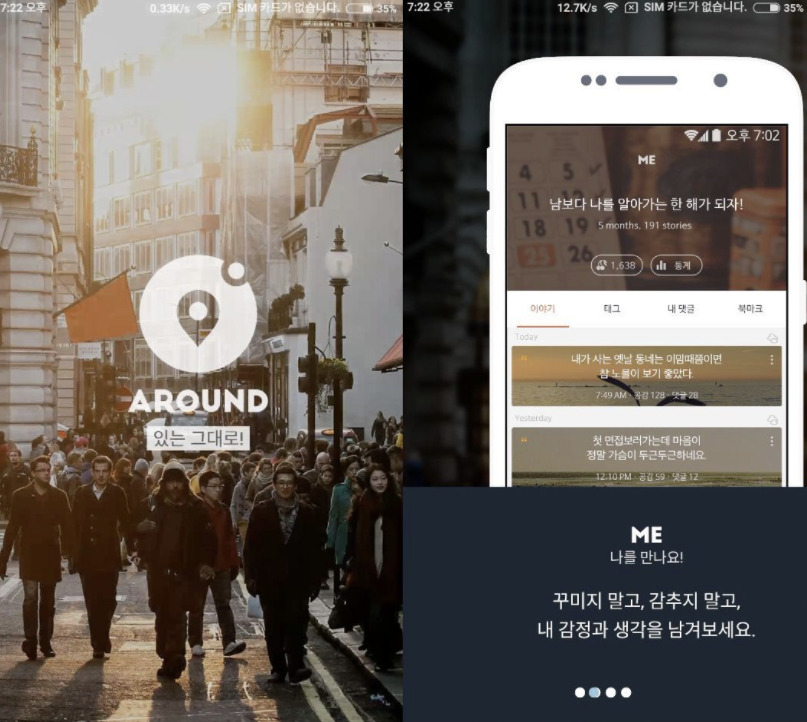 7:22 오후
0.33K/s
SIM 카드가 없습니다.
35%
AROUND
있는 그대로!
7:22 오후
12.7K/s
SIM 카드가 없습니다.
35%
오후 7:02
ME
4 5
11 12
18 19
25 26
남보다 나를 알아가는 한 해가 되자!
5 months, 191 stories
1,638
통계
이야기 태그 내 댓글 북마크
Today
내가 사는 옛날 동네는 이맘때쯤이면
참 노을이 보기 좋았다.
7:49 AM · 공감 128 · 댓글 28
Yesterday
첫 면접보러가는데 마음이
정말 가슴이 두근두근하네요.
12:10 PM · 공감 59 · 댓글 12
ME
나를 만나요!
꾸미지 말고, 감추지 말고,
내 감정과 생각을 남겨보세요.